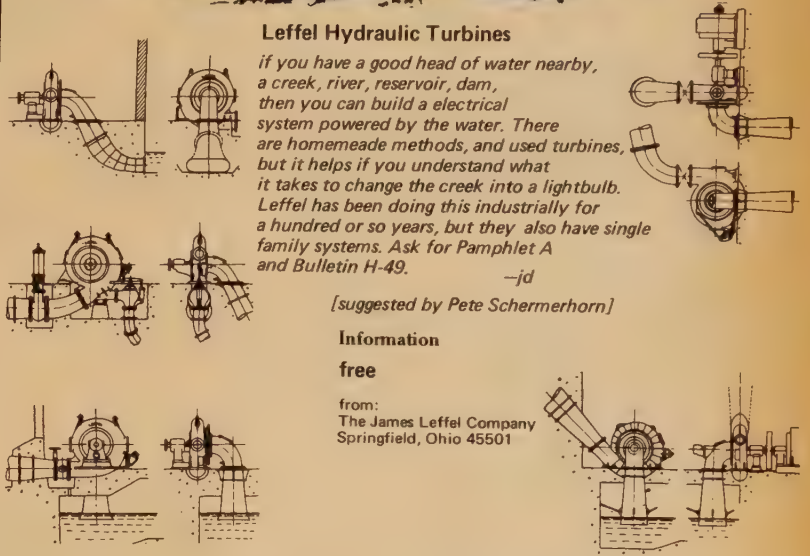 Leffel Hydraulic Turbines
if you have a good head of water nearby,
a creek, river, reservoir, dam,
then you can build a electrical
system powered by the water. There
are homemeade methods, and used turbines,
but it helps if you understand what
it takes to change the creek into a lightbulb.
Leffel has been doing this industrially for
a hundred or so years, but they also have single
family systems. Ask for Pamphlet A
and Bulletin H-49.
—jd
[suggested by Pete Schermerhorn]
Information
free
from:
The James Leffel Company
Springfield, Ohio 45501